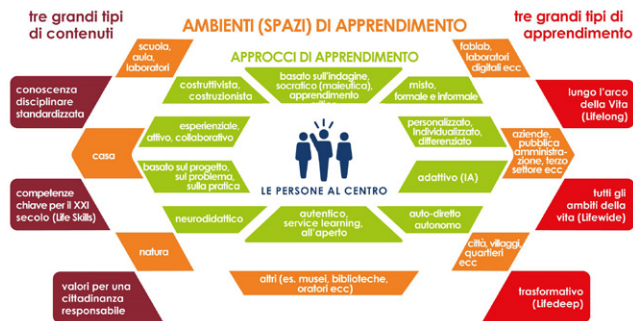 tre grandi tipi
di contenuti
AMBIENTI (SPAZI) DI APPRENDIMENTO
tre grandi tipi di
apprendimento
scuola,
aula,
laboratori
APPROCCI DI APPRENDIMENTO
fablab,
laboratori
digitali ecc
conoscenza
disciplinare
standardizzata
costruttivista,
costruzionista
basato sull'indagine,
socratico (maieutica),
apprendimento
misto,
formale e informale
lungo l'arco
della Vita
(Lifelong)
casa
esperienziale,
attivo, collaborativo
personalizzato,
Individualizzato,
differenziato
aziende,
pubblica
amministra-
zione, terzo
settore ecc
basato sul progetto,
sul problema,
sulla pratica
LE PERSONE AL CENTRO
adattivo (IA)
competenze
chiave per il XXI
secolo (Life Skills)
neurodidattico
autentico,
service learning,
all'aperto
auto-diretto
autonomo
tutti gli
ambiti della
vita (Lifewide)
natura
altri (es. musei, biblioteche,
oratori ecc)
città, villaggi,
quartieri
ecc
valori per una
cittadinanza
responsabile
trasformativo
(Lifedeep)